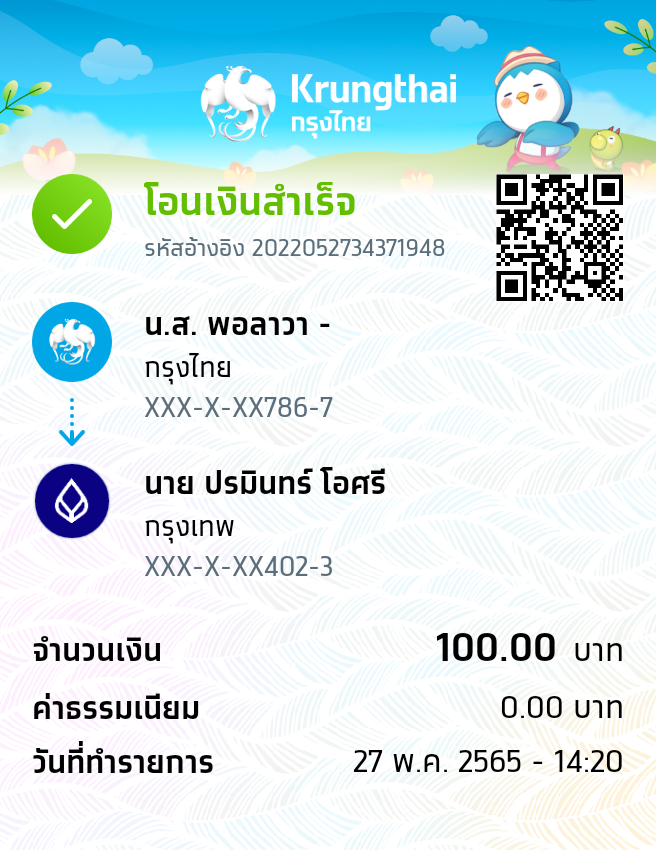 Krungthai
กรุงไทย
โอนเงินสำเร็จ
รหัสอ้างอิง 2022052734371948
น.ส. พอลาวา -
กรุงไทย
XXX-X-XX786-7
นาย ปรมินทร์ โอศรี
กรุงเทพ
XXX-X-XX402-3
จำนวนเงิน 100.00 บาท
ค่าธรรมเนียม 0.00 บาท
วันที่ทำรายการ 27 พ.ค. 2565 - 14:20